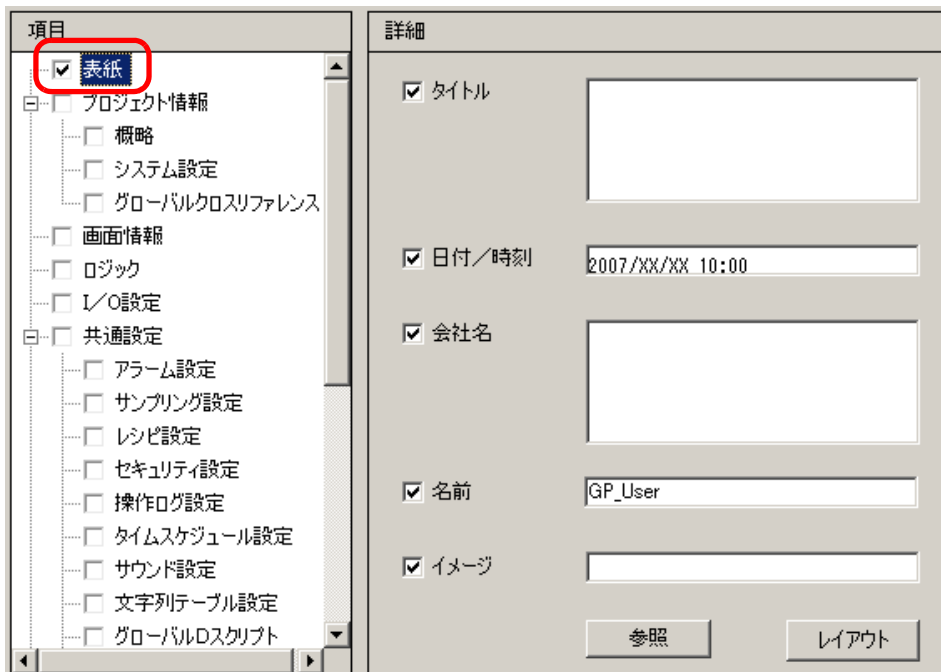 項目
表紙
プロジェクト情報
概略
システム設定
グローバルクロスリファレンス
画面情報
ロジック
I/O設定
共通設定
アラーム設定
サンプリング設定
レシピ設定
セキュリティ設定
操作ログ設定
タイムスケジュール設定
サウンド設定
文字列テーブル設定
グローバルDスクリプト
詳細
タイトル
日付/時刻 2007/XX/XX 10:00
会社名
名前 GP_User
イメージ
参照 レイアウト